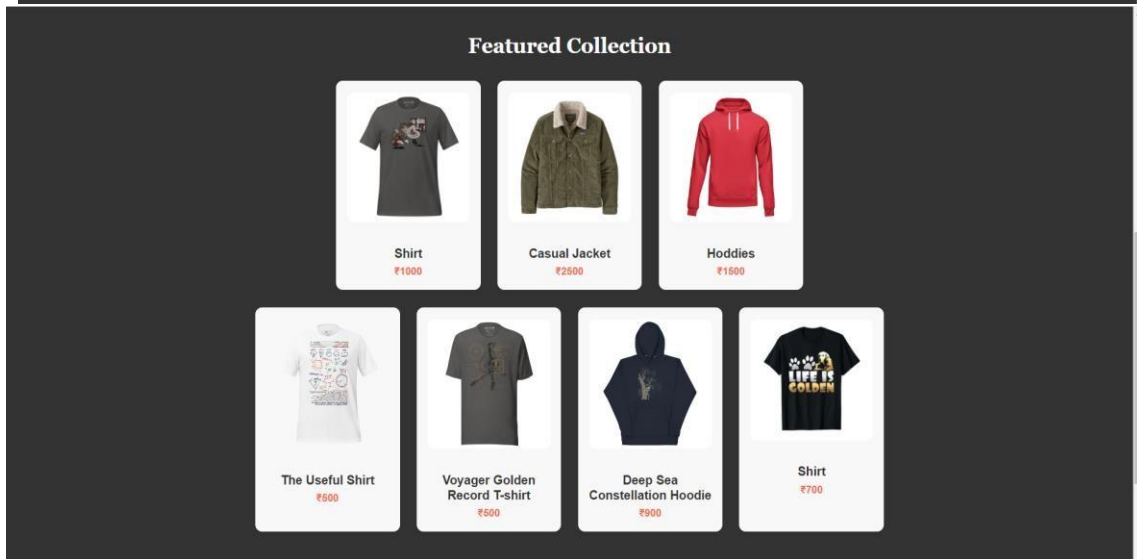 Featured Collection
Shirt
₹1000
Casual Jacket
₹2500
Hoddies
₹1500
LIFE IS
GOLDEN
The Useful Shirt
₹500
Voyager Golden
Record T-shirt
₹500
Deep Sea
Constellation Hoodie
₹900
Shirt
₹700